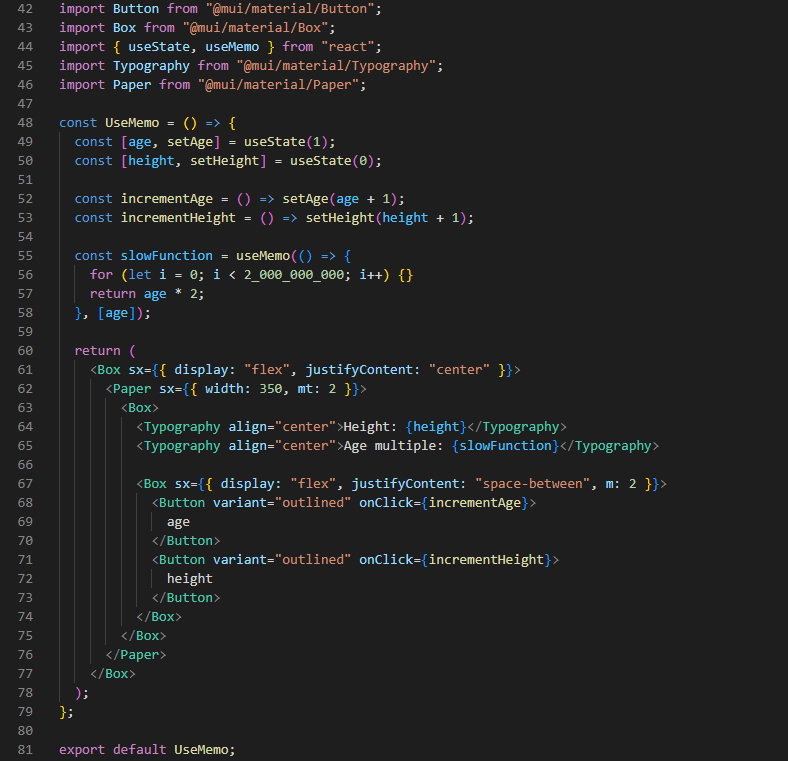 42 import Button from "@mui/material/Button";
43 import Box from "@mui/material/Box";
44 import { useState, useMemo } from "react";
45 import Typography from "@mui/material/Typography";
46 import Paper from "@mui/material/Paper";
47
48 const UseMemo = () => {
49   const [age, setAge] = useState(1);
50   const [height, setHeight] = useState(0);
51
52   const incrementAge = () => setAge(age + 1);
53   const incrementHeight = () => setHeight(height + 1);
54
55   const slowFunction = useMemo(() => {
56     for (let i = 0; i < 2_000_000_000; i++) {}
57     return age * 2;
58   }, [age]);
59
60   return (
61     <Box sx={{ display: "flex", justifyContent: "center" }}>
62       <Paper sx={{ width: 350, mt: 2 }}>
63         <Box>
64           <Typography align="center">Height: {height}</Typography>
65           <Typography align="center">Age multiple: {slowFunction}</Typography>
66
67           <Box sx={{ display: "flex", justifyContent: "space-between", m: 2 }}>
68             <Button variant="outlined" onClick={incrementAge}>
69               age
70             </Button>
71             <Button variant="outlined" onClick={incrementHeight}>
72               height
73             </Button>
74           </Box>
75         </Box>
76       </Paper>
77     </Box>
78   );
79 };
80
81 export default UseMemo;